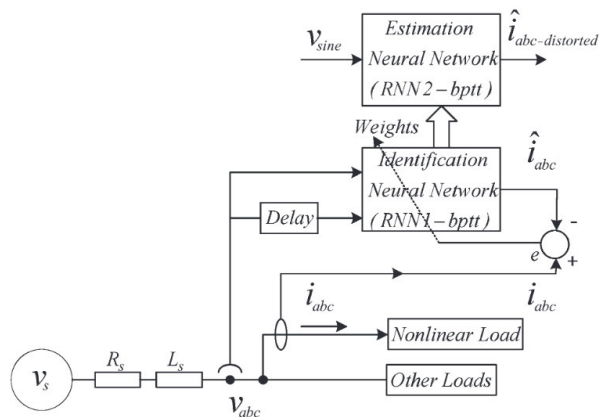 Estimation
v_sine
Neural Network
î_abc-distorted
(RNN2-bptt)
Weights
Identification
î_abc
Neural Network
Delay
(RNN1-bptt)
-
e
+
i_abc
i_abc
Nonlinear Load
v_s
R_s
L_s
Other Loads
v_abc